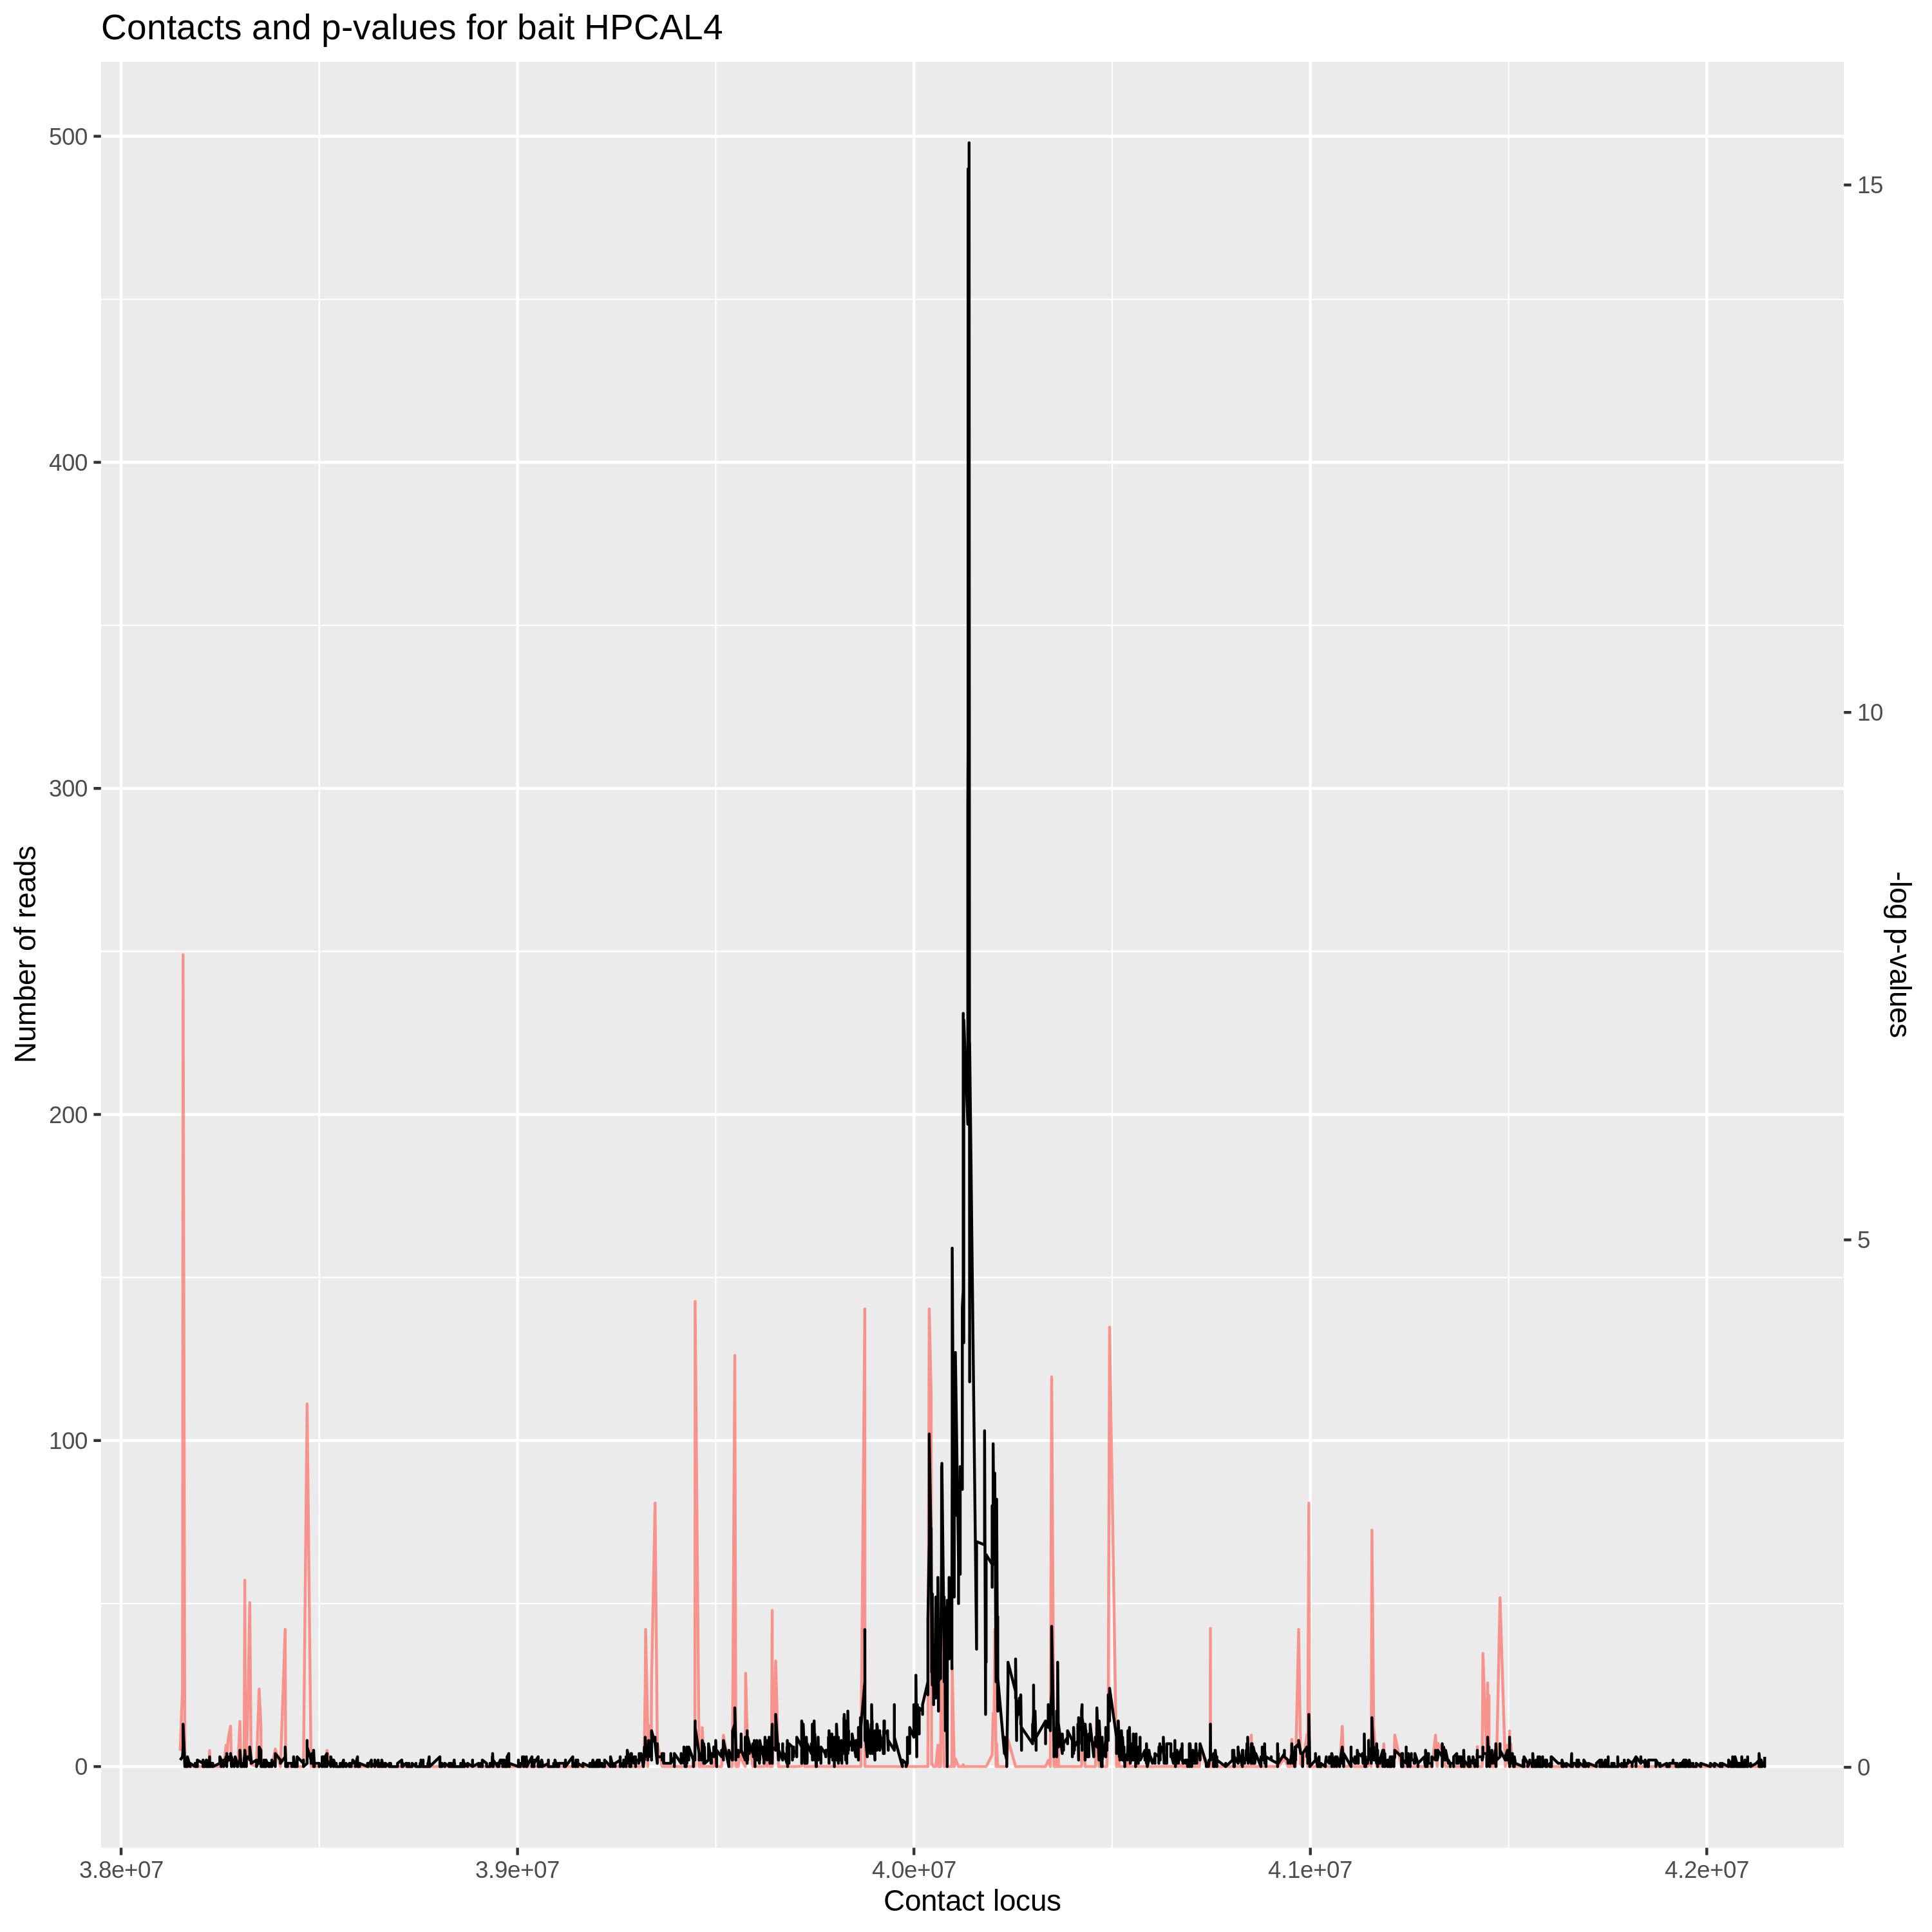 Contacts and p-values for bait HPCAL4
500
400
300
200
100
0
Number of reads
15
10
5
0
-log p-values
3.8e+07
3.9e+07
4.0e+07
4.1e+07
4.2e+07
Contact locus